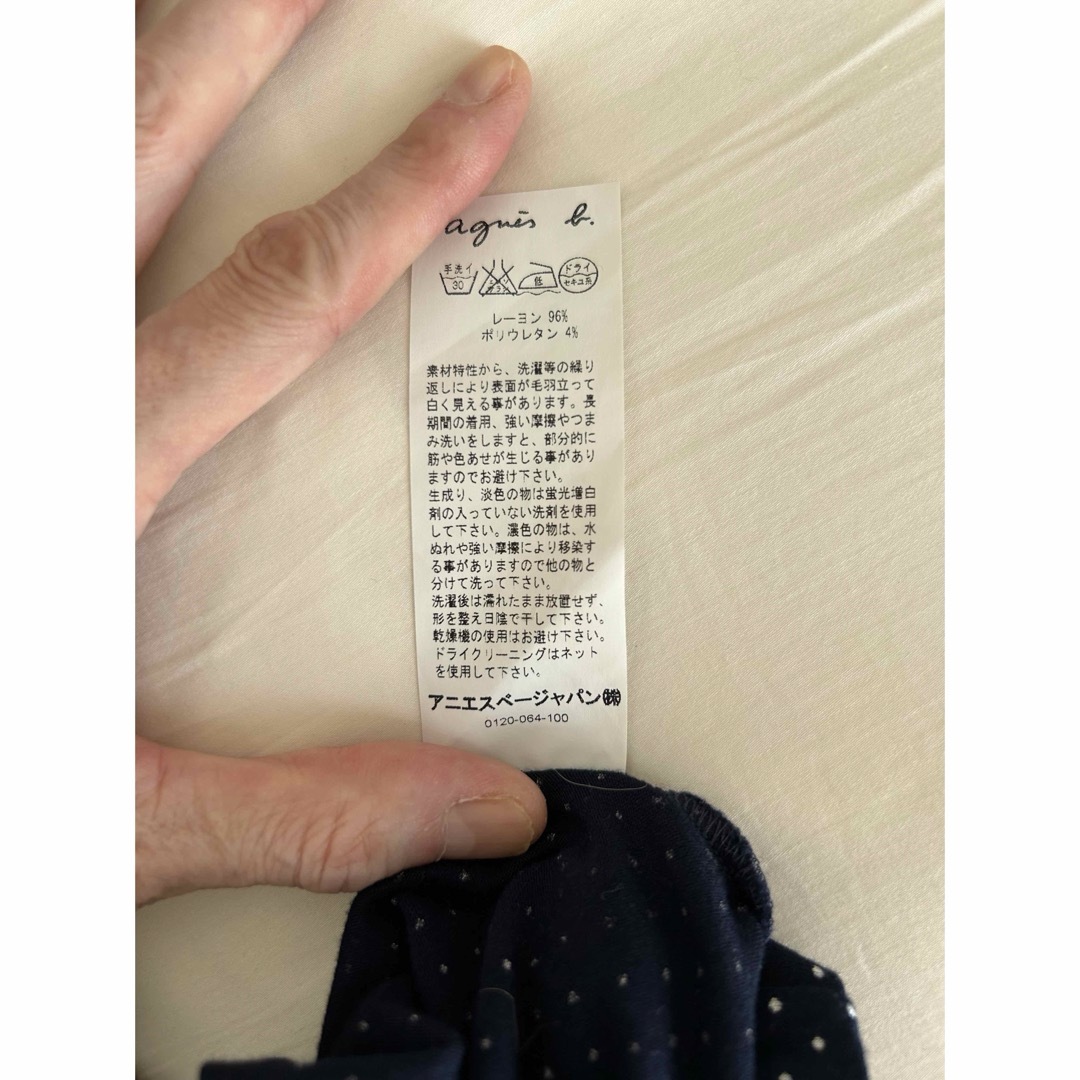 agnès b.
手洗イ 30 エンソサラシ 低 ドライ セキユ系
レーヨン 96%
ポリウレタン 4%
素材特性から、洗濯等の繰り
返しにより表面が毛羽立って
白く見える事があります。長
期間の着用、強い摩擦やつま
み洗いをしますと、部分的に
筋や色あせが生じる事があり
ますのでお避け下さい。
生成り、淡色の物は蛍光増白
剤の入っていない洗剤を使用
して下さい。濃色の物は、水
ぬれや強い摩擦により移染す
る事がありますので他の物と
分けて洗って下さい。
洗濯後は濡れたまま放置せず、
形を整え日陰で干して下さい。
乾燥機の使用はお避け下さい。
ドライクリーニングはネット
を使用して下さい。
アニエスベージャパン㈱
0120-064-100